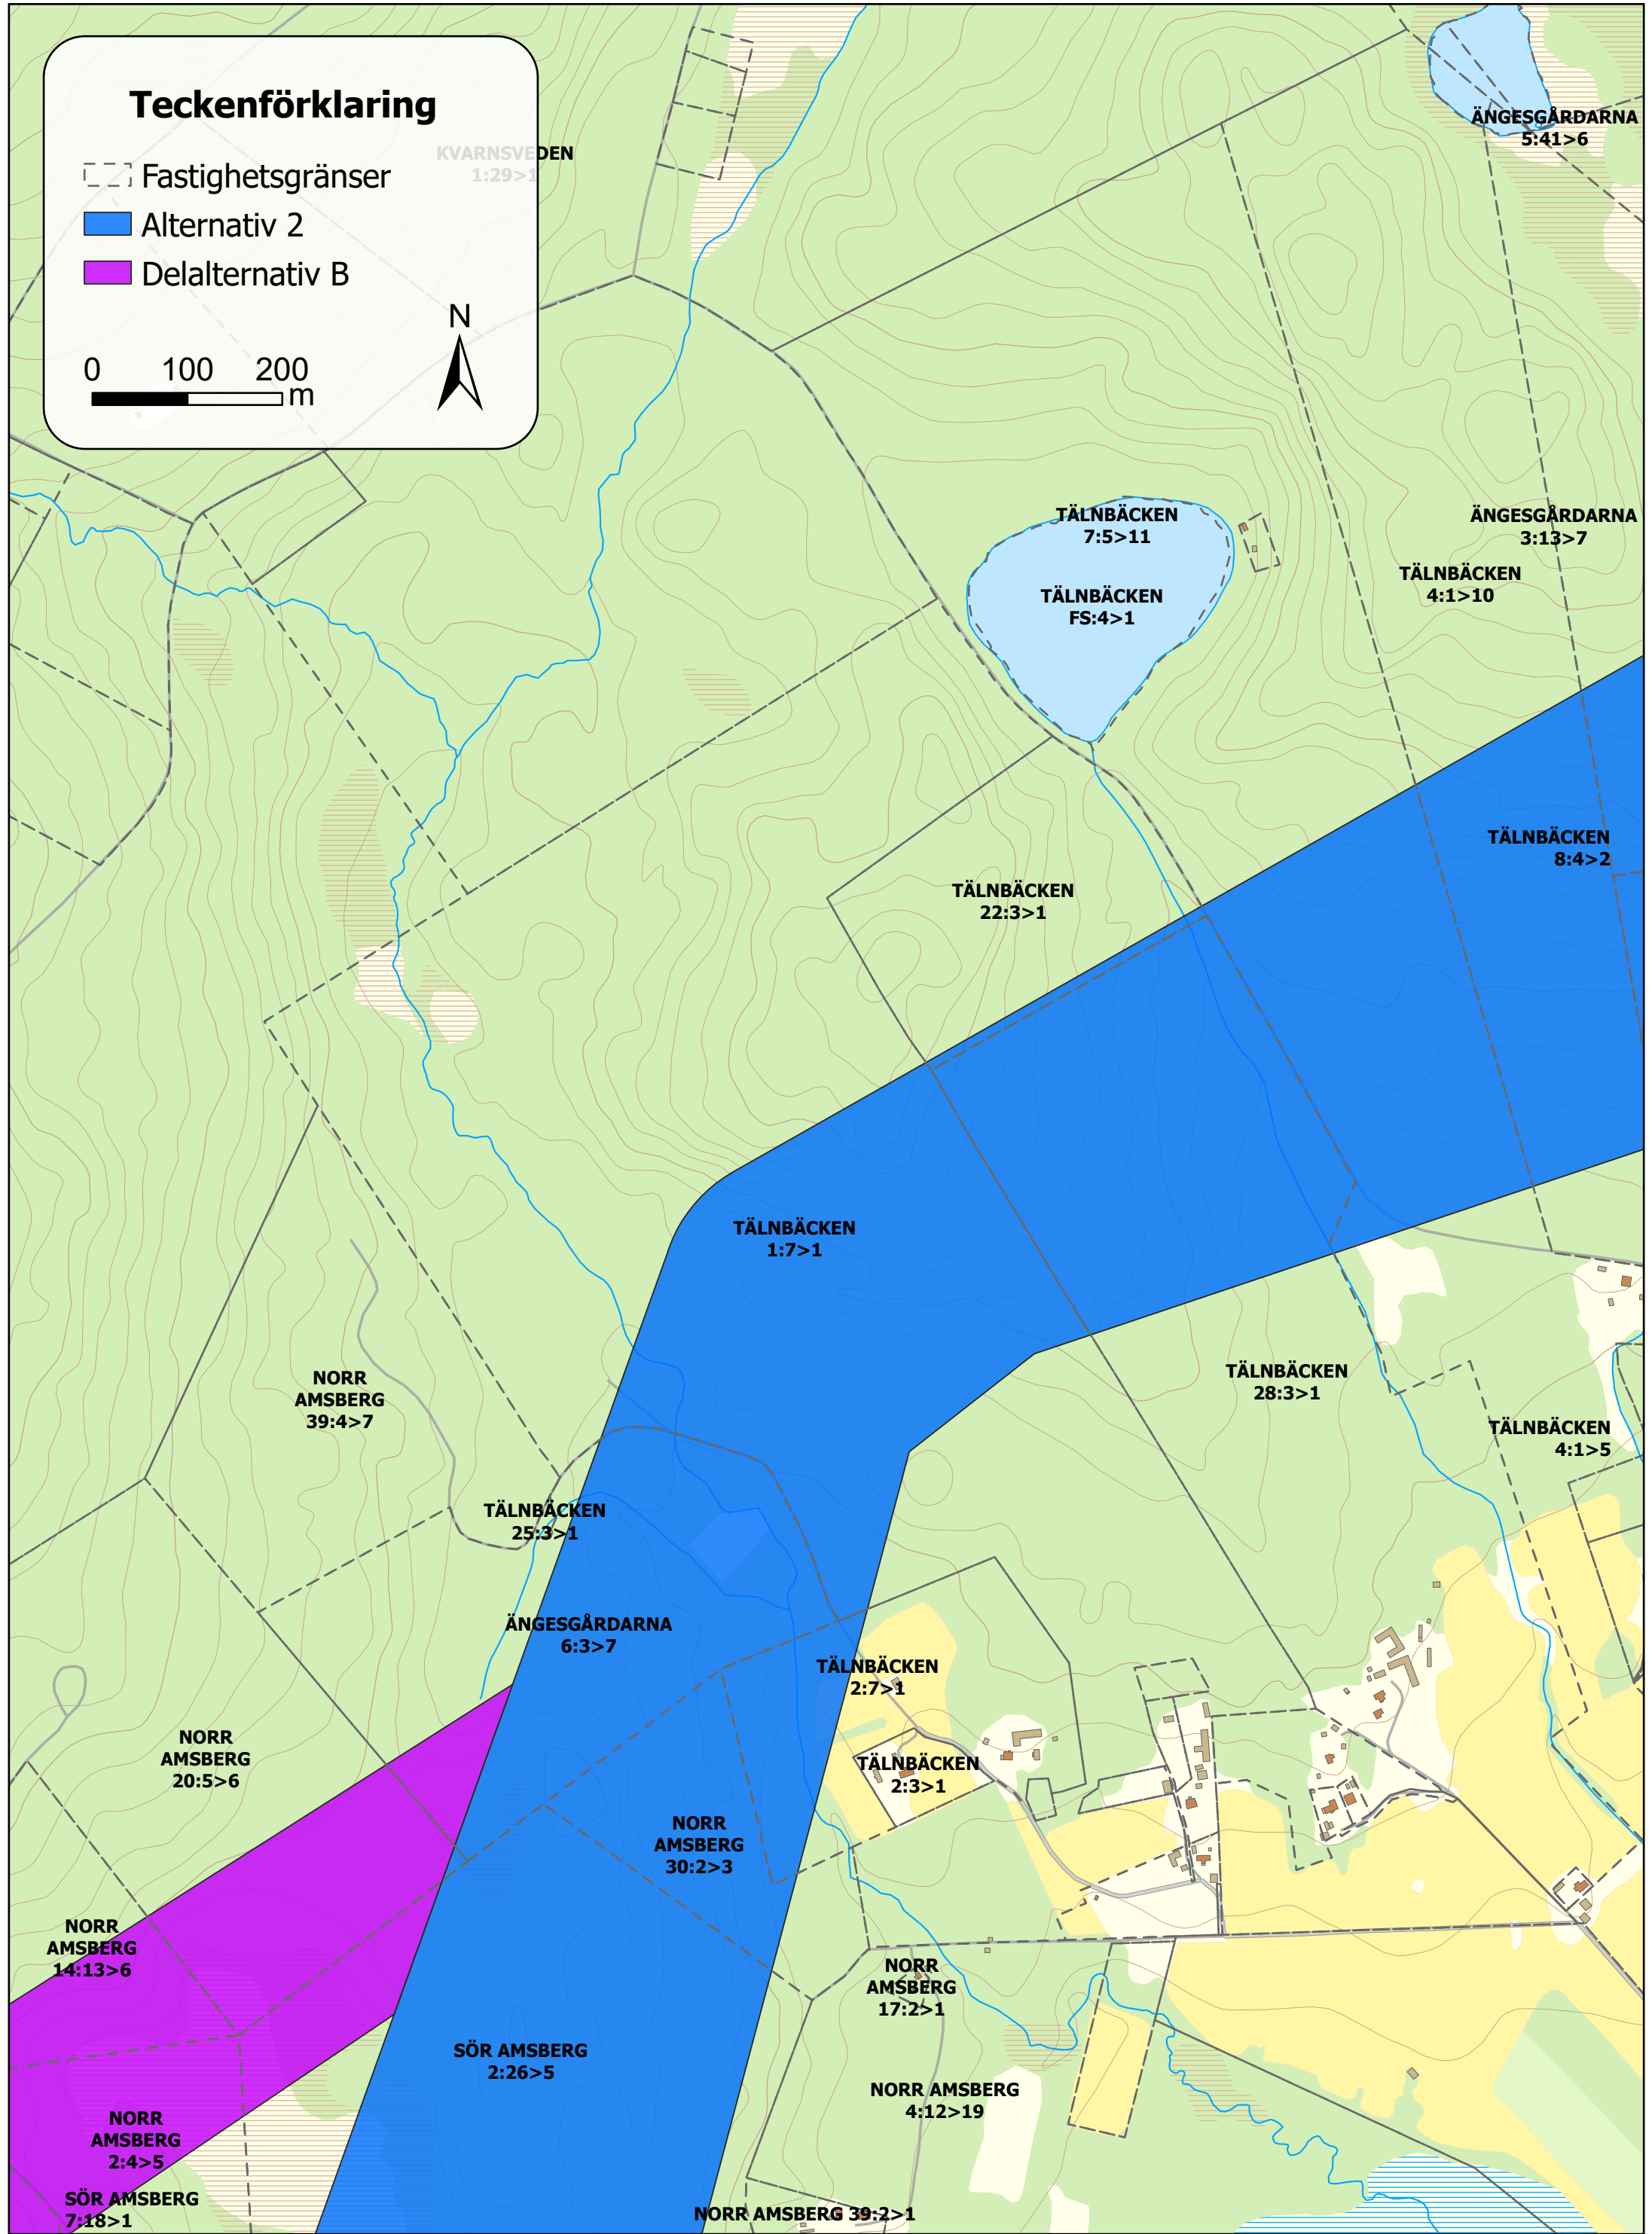 Teckenförklaring
Fastighetsgränser
Alternativ 2
Delalternativ B
N
0 100 200
m
KVARNSVEDEN
1:29>1
ÄNGESGÅRDARNA
5:41>6
TÄLNBÄCKEN
7:5>11
TÄLNBÄCKEN
FS:4>1
ÄNGESGÅRDARNA
3:13>7
TÄLNBÄCKEN
4:1>10
TÄLNBÄCKEN
8:4>2
TÄLNBÄCKEN
22:3>1
TÄLNBÄCKEN
1:7>1
NORR
AMSBERG
39:4>7
TÄLNBÄCKEN
28:3>1
TÄLNBÄCKEN
4:1>5
TÄLNBÄCKEN
25:3>1
ÄNGESGÅRDARNA
6:3>7
TÄLNBÄCKEN
2:7>1
NORR
AMSBERG
20:5>6
TÄLNBÄCKEN
2:3>1
NORR
AMSBERG
30:2>3
NORR
AMSBERG
14:13>6
NORR
AMSBERG
17:2>1
SÖR AMSBERG
2:26>5
NORR AMSBERG
4:12>19
NORR
AMSBERG
2:4>5
SÖR AMSBERG
7:18>1
NORR AMSBERG 39:2>1